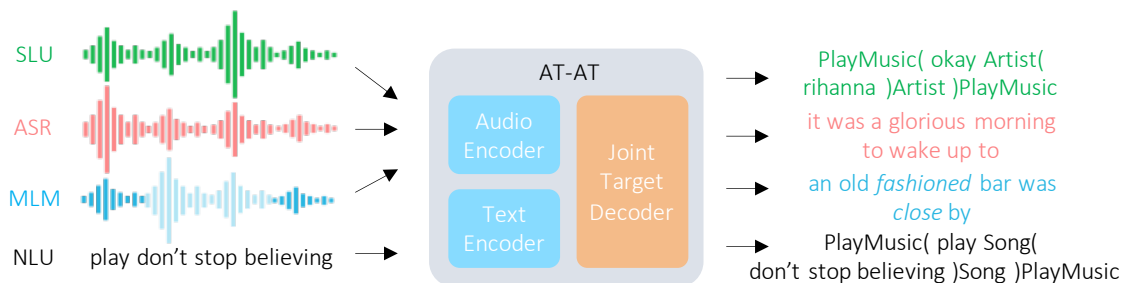 SLU
ASR
MLM
NLU
play don't stop believing
AT-AT
Audio
Encoder
Text
Encoder
Joint
Target
Decoder
PlayMusic( okay Artist(
rihanna )Artist )PlayMusic
it was a glorious morning
to wake up to
an old fashioned bar was
close by
PlayMusic( play Song(
don't stop believing )Song )PlayMusic